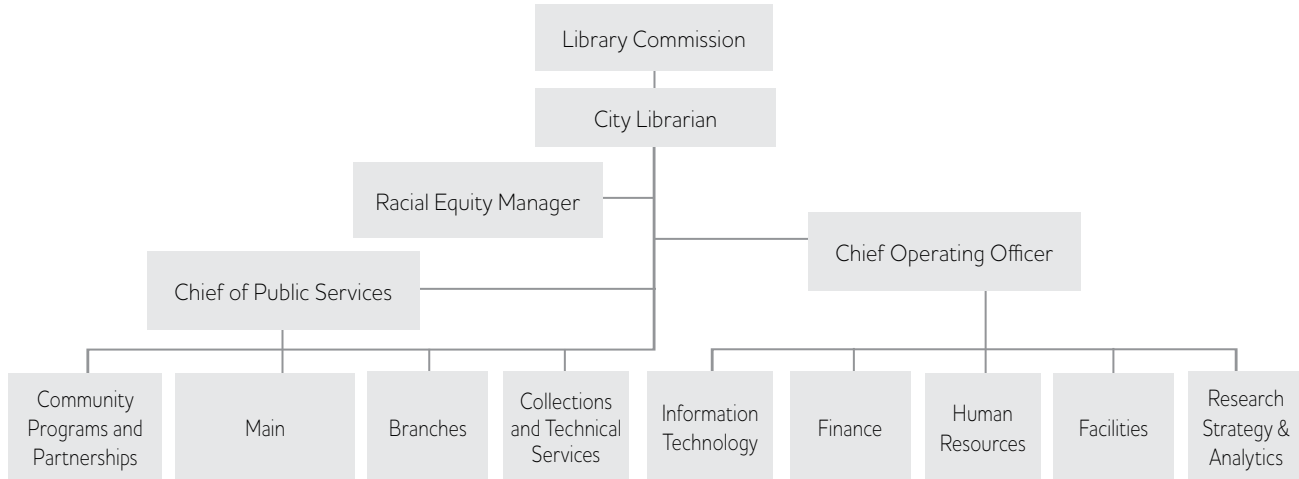 Library Commission
City Librarian
Racial Equity Manager
Chief Operating Officer
Chief of Public Services
Community
Programs and
Partnerships
Main
Branches
Collections
and Technical
Services
Information
Technology
Finance
Human
Resources
Facilities
Research
Strategy &
Analytics